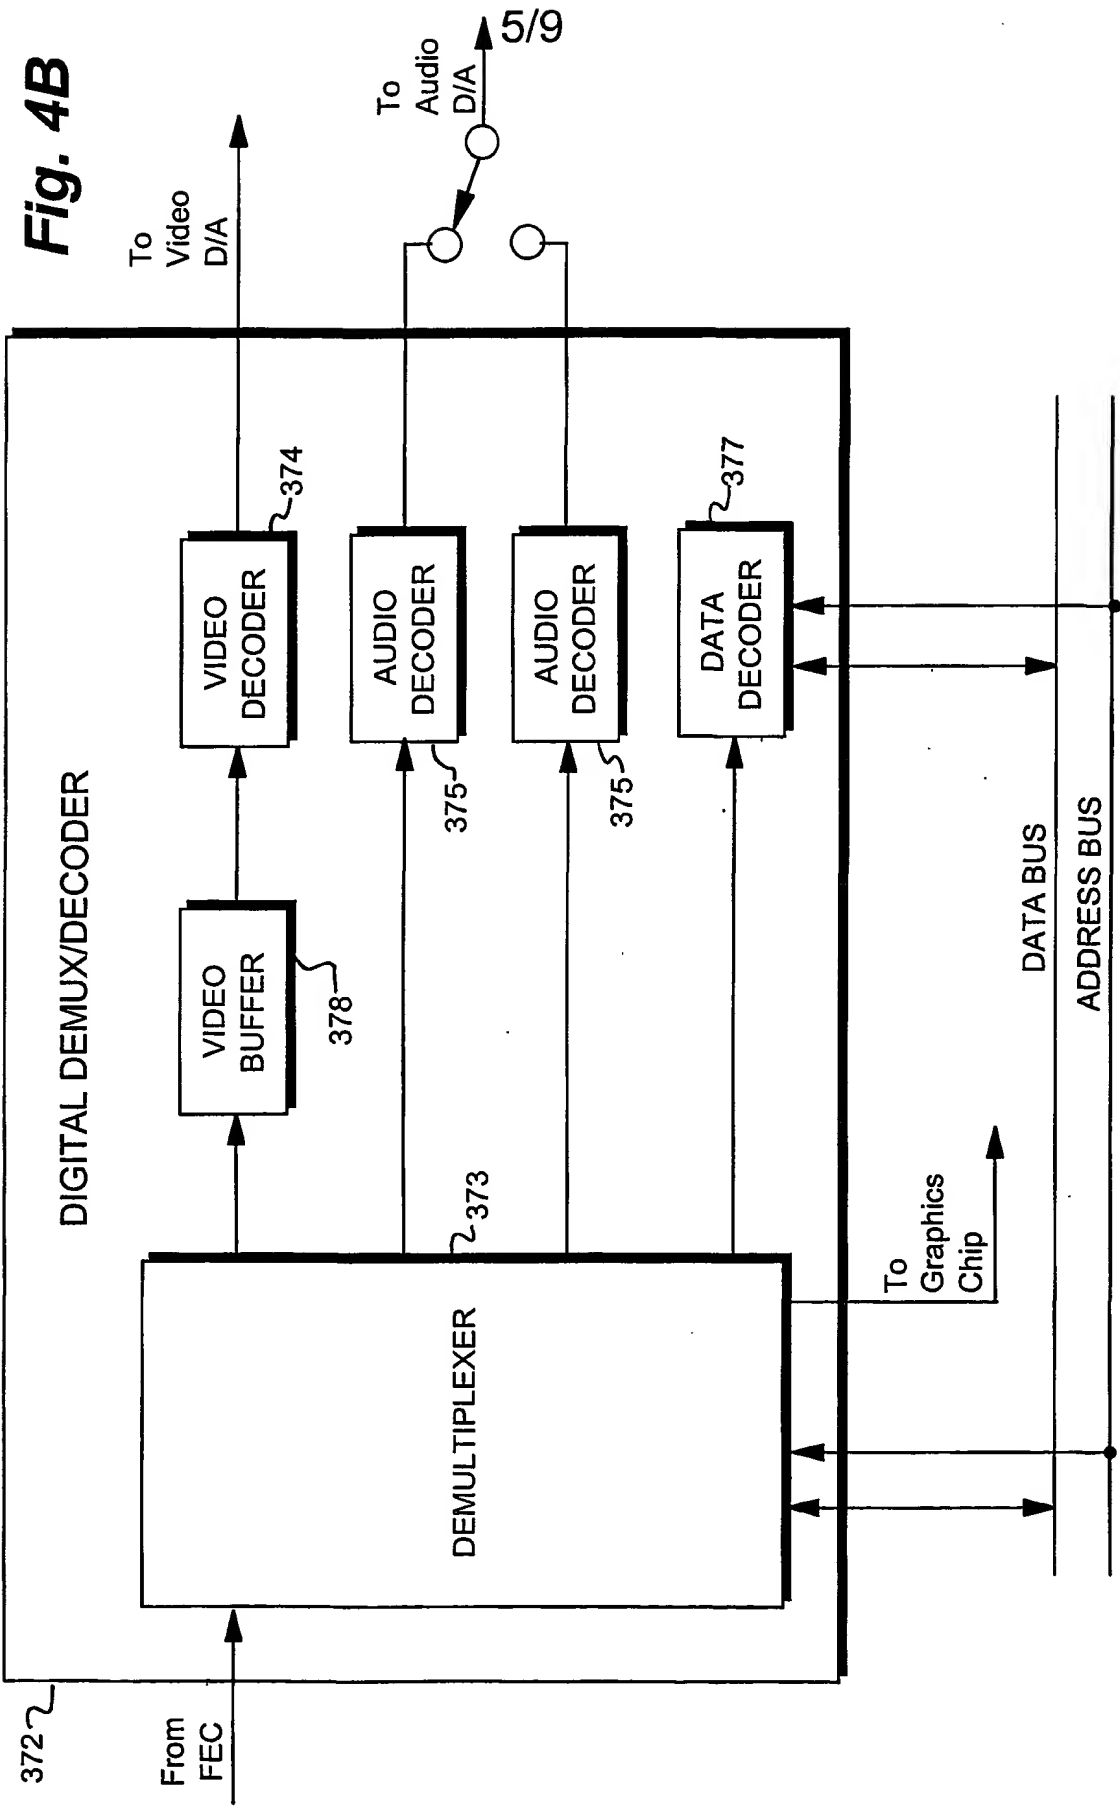 5/9
Fig. 4B
372
DIGITAL DEMUX/DECODER
From
FEC
DEMULTIPLEXER
373
VIDEO
BUFFER
378
VIDEO
DECODER
374
To
Video
D/A
AUDIO
DECODER
375
To
Audio
D/A
AUDIO
DECODER
375
DATA
DECODER
377
To
Graphics
Chip
DATA BUS
ADDRESS BUS